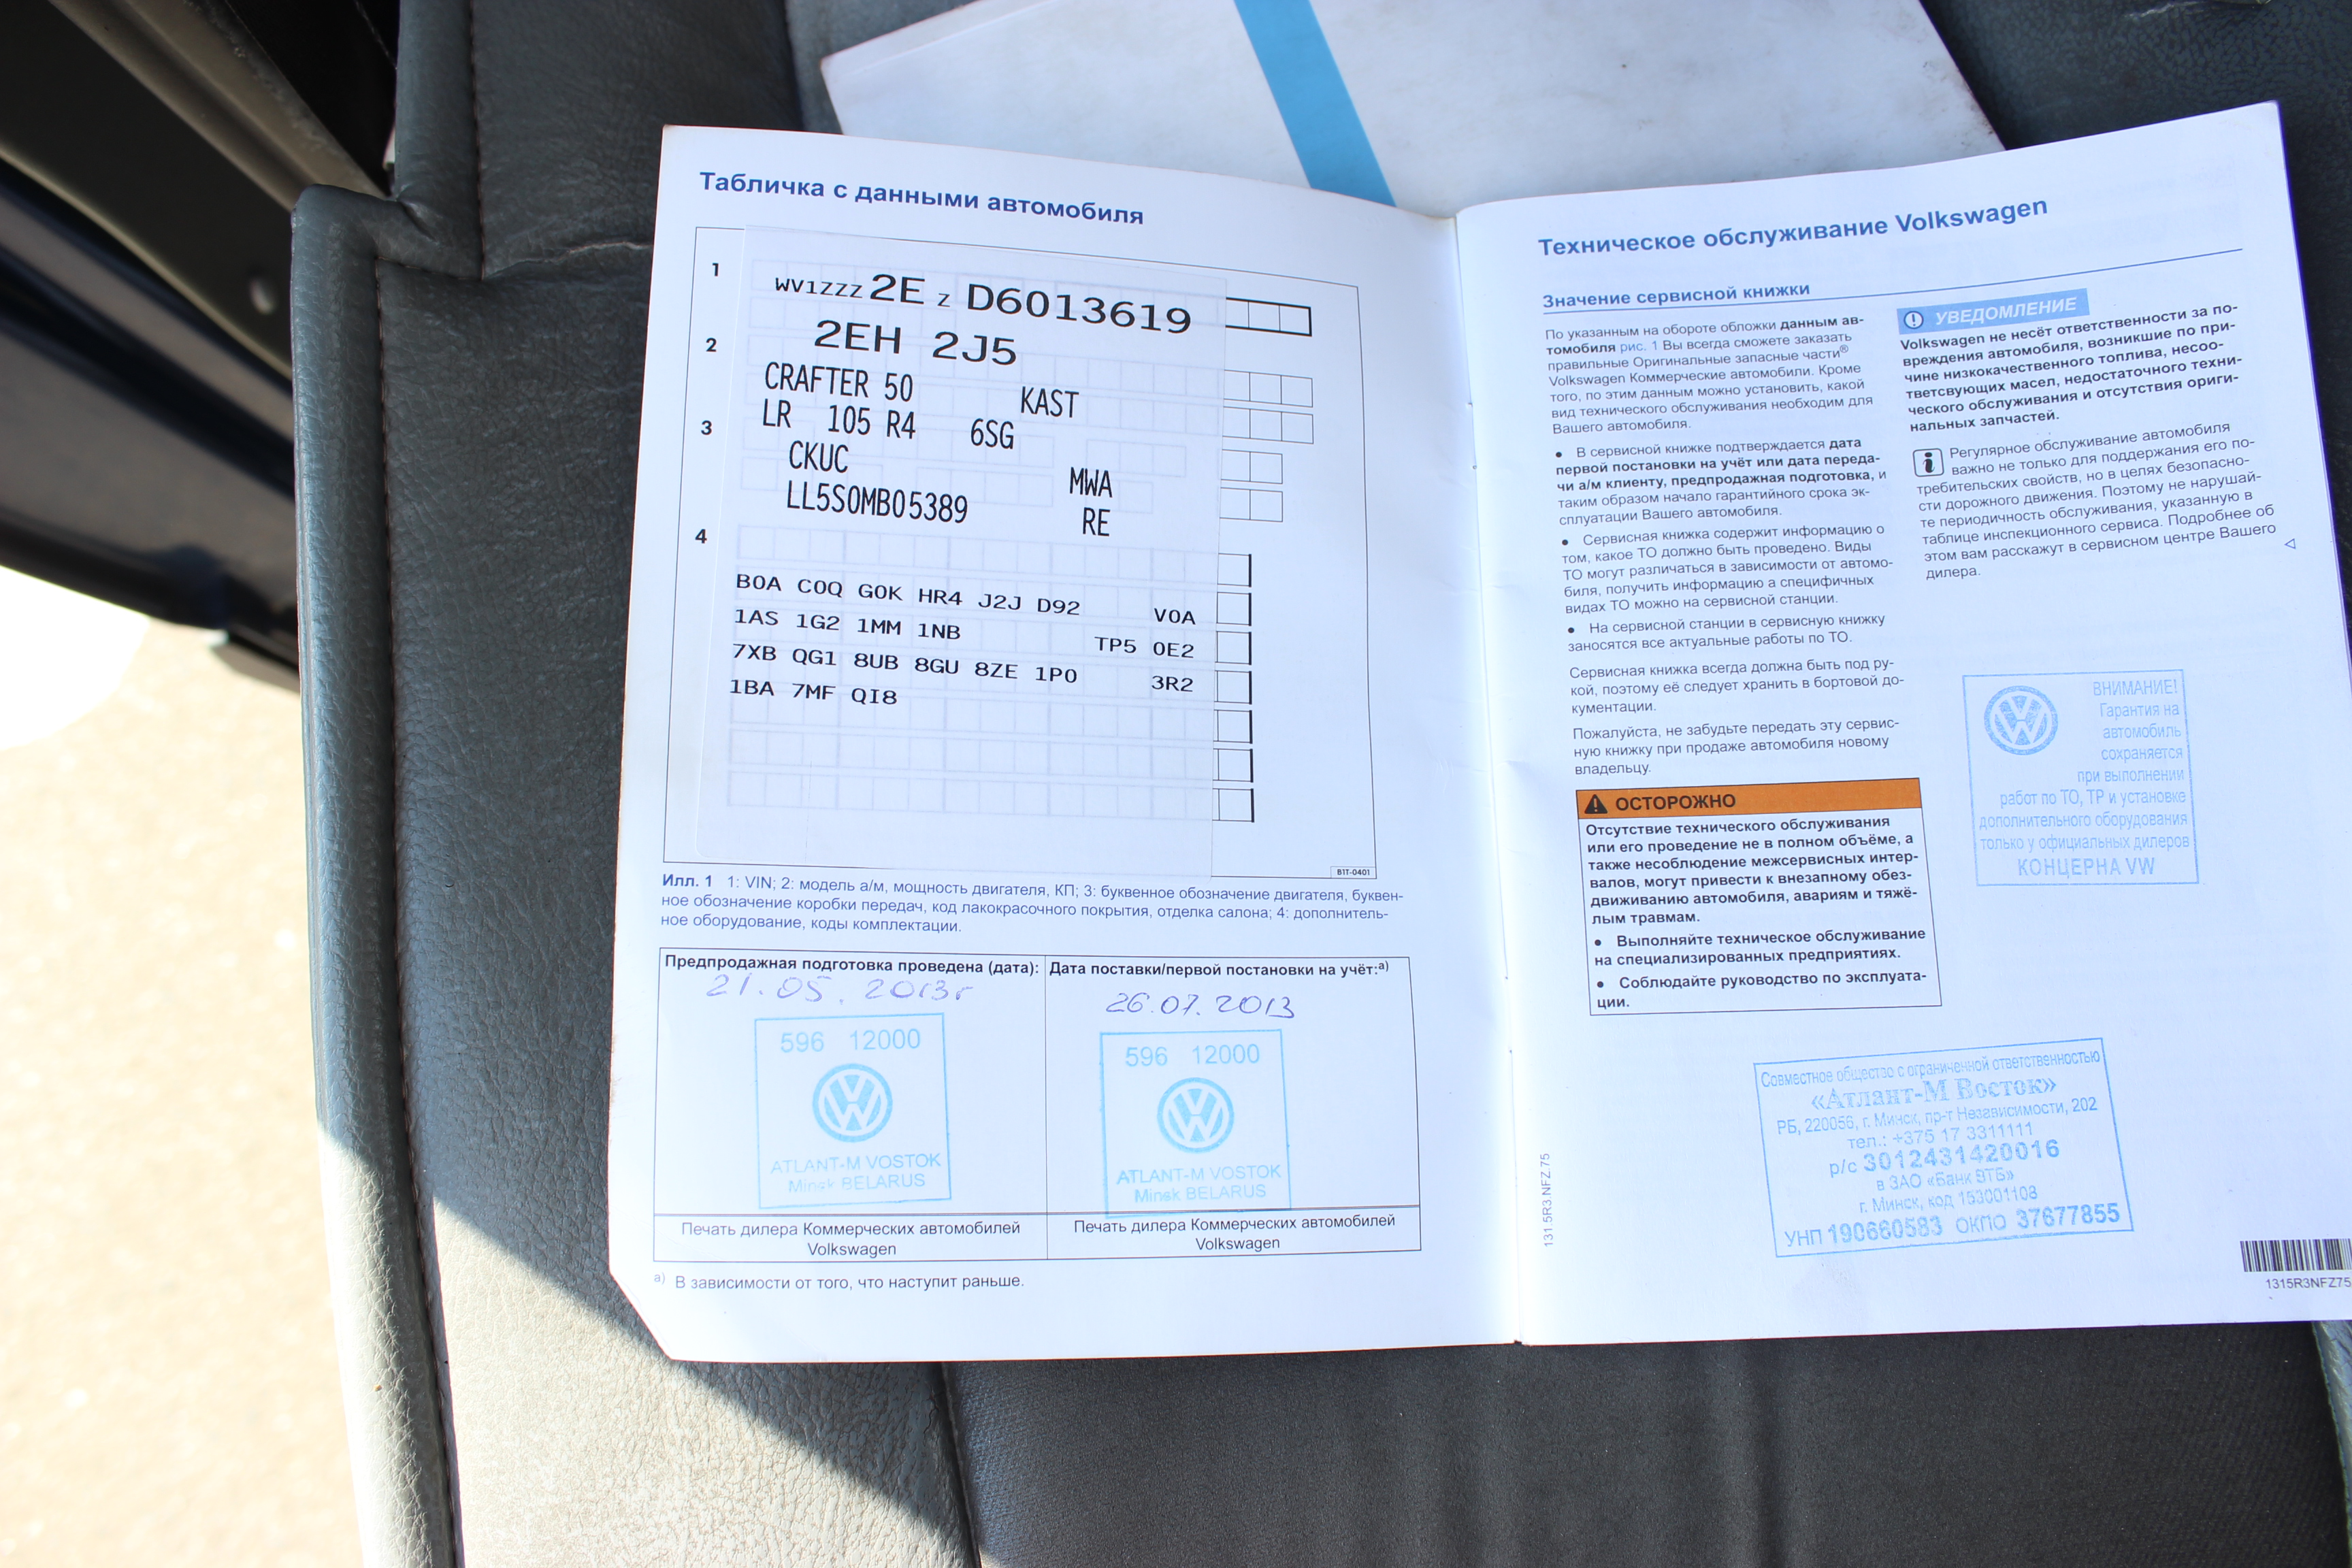 Табличка с данными автомобиля
1
WV1ZZZ 2E Z D6013619
2
2EH 2J5
CRAFTER 50 KAST
3
LR 105 R4 6SG
CKUC MWA
LL5S0MB05389 RE
4
B0A C0Q G0K HR4 J2J D92 V0A
1AS 1G2 1MM 1NB TP5 0E2
7XB QG1 8UB 8GU 8ZE 1P0 3R2
1BA 7MF QI8
B1T-0401
Илл. 1 1: VIN; 2: модель а/м, мощность двигателя, КП; 3: буквенное обозначение двигателя, буквен-
ное обозначение коробки передач, код лакокрасочного покрытия, отделка салона; 4: дополнитель-
ное оборудование, коды комплектации.
Предпродажная подготовка проведена (дата):
21.05.2013г
596 12000
ATLANT-M VOSTOK
Minsk BELARUS
Печать дилера Коммерческих автомобилей
Volkswagen
Дата поставки/первой постановки на учёт:a)
26.07.2013
596 12000
ATLANT-M VOSTOK
Minsk BELARUS
Печать дилера Коммерческих автомобилей
Volkswagen
a) В зависимости от того, что наступит раньше.
Техническое обслуживание Volkswagen
Значение сервисной книжки
По указанным на обороте обложки данным ав-
томобиля рис. 1 Вы всегда сможете заказать
правильные Оригинальные запасные части®
Volkswagen Коммерческие автомобили. Кроме
того, по этим данным можно установить, какой
вид технического обслуживания необходим для
Вашего автомобиля.
• В сервисной книжке подтверждается дата
первой постановки на учёт или дата переда-
чи а/м клиенту, предпродажная подготовка, и
таким образом начало гарантийного срока эк-
сплуатации Вашего автомобиля.
• Сервисная книжка содержит информацию о
том, какое ТО должно быть проведено. Виды
ТО могут различаться в зависимости от автомо-
биля, получить информацию а специфичных
видах ТО можно на сервисной станции.
• На сервисной станции в сервисную книжку
заносятся все актуальные работы по ТО.
Сервисная книжка всегда должна быть под ру-
кой, поэтому её следует хранить в бортовой до-
кументации.
Пожалуйста, не забудьте передать эту сервис-
ную книжку при продаже автомобиля новому
владельцу.
ОСТОРОЖНО
Отсутствие технического обслуживания
или его проведение не в полном объёме, а
также несоблюдение межсервисных интер-
валов, могут привести к внезапному обез-
движиванию автомобиля, авариям и тяжё-
лым травмам.
• Выполняйте техническое обслуживание
на специализированных предприятиях.
• Соблюдайте руководство по эксплуата-
ции.
УВЕДОМЛЕНИЕ
Volkswagen не несёт ответственности за по-
вреждения автомобиля, возникшие по при-
чине низкокачественного топлива, несоо-
тветсвующих масел, недостаточного техни-
ческого обслуживания и отсутствия ориги-
нальных запчастей.
Регулярное обслуживание автомобиля
важно не только для поддержания его по-
требительских свойств, но в целях безопасно-
сти дорожного движения. Поэтому не нарушай-
те периодичность обслуживания, указанную в
таблице инспекционного сервиса. Подробнее об
этом вам расскажут в сервисном центре Вашего
дилера.
ВНИМАНИЕ!
Гарантия на
автомобиль
сохраняется
при выполнении
работ по ТО, ТР и установке
дополнительного оборудования
только у официальных дилеров
КОНЦЕРНА VW
Совместное общество с ограниченной ответственностью
«Атлант-М Восток»
РБ, 220056, г. Минск, пр-т Независимости, 202
тел.: +375 17 3311111
р/с 3012431420016
в ЗАО «Банк ВТБ»
г. Минск, код 153001108
УНП 190660583 ОКПО 37677855
131.5R3.NFZ.75
1315R3NFZ75